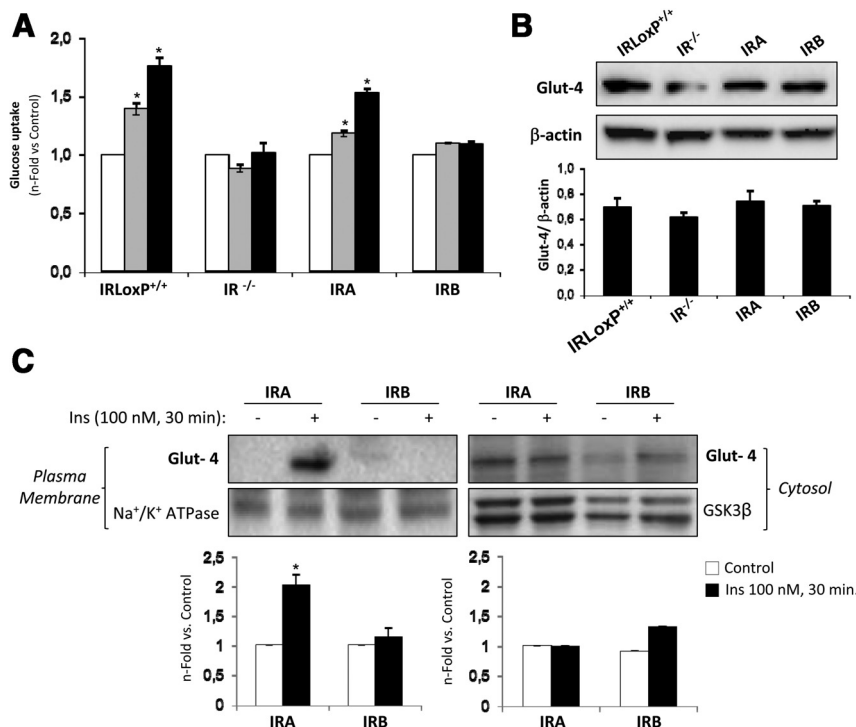 A
Glucose uptake
(n-Fold vs Control)
2,0
1,5
1,0
0,5
0,0
*
*
*
*
IRLoxP+/+ IR -/- IRA IRB
B
IRLoxP+/+ IR-/- IRA IRB
Glut-4
β-actin
Glut-4/ β-actin
1,0
0,8
0,6
0,4
0,2
0,0
IRLoxP+/+ IR-/- IRA IRB
C
IRA IRB IRA IRB
Ins (100 nM, 30 min): - + - + - + - +
Plasma
Membrane
Glut- 4
Na+/K+ ATPase
Glut- 4
GSK3β
Cytosol
n-Fold vs. Control
2,5
2
1,5
1
0,5
0
*
IRA IRB
n-Fold vs. Control
2,5
2
1,5
1
0,5
0
IRA IRB
Control
Ins 100 nM, 30 min.